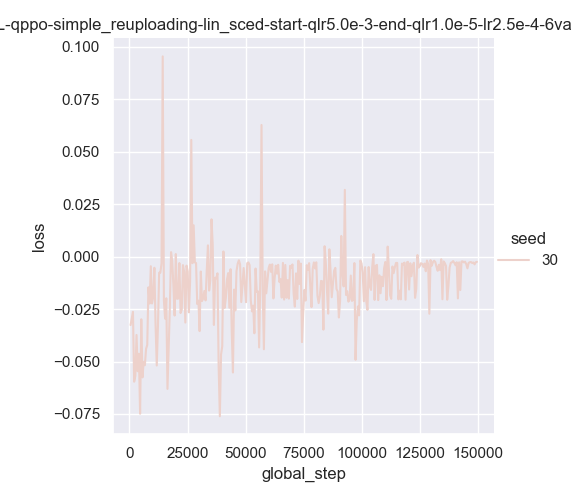 L-qppo-simple_reuploading-lin_sced-start-qlr5.0e-3-end-qlr1.0e-5-lr2.5e-4-6va
0.100
0.075
0.050
0.025
0.000
−0.025
−0.050
−0.075
loss
0 25000 50000 75000 100000 125000 150000
global_step
seed
30